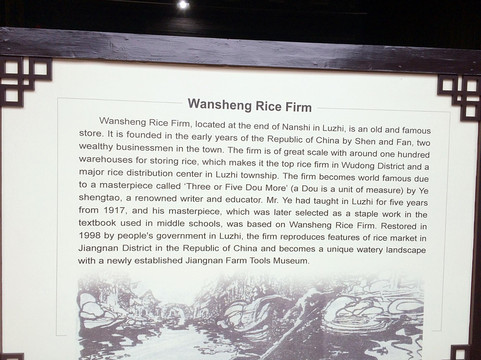 Wansheng Rice Firm
Wansheng Rice Firm, located at the end of Nanshi in Luzhi, is an old and famous
store. It is founded in the early years of the Republic of China by Shen and Fan, two
wealthy businessmen in the town. The firm is of great scale with around one hundred
warehouses for storing rice, which makes it the top rice firm in Wudong District and a
major rice distribution center in Luzhi township. The firm becomes world famous due
to a masterpiece called 'Three or Five Dou More' (a Dou is a unit of measure) by Ye
shengtao, a renowned writer and educator. Mr. Ye had taught in Luzhi for five years
from 1917, and his masterpiece, which was later selected as a staple work in the
textbook used in middle schools, was based on Wansheng Rice Firm. Restored in
1998 by people's government in Luzhi, the firm reproduces features of rice market in
Jiangnan District in the Republic of China and becomes a unique watery landscape
with a newly established Jiangnan Farm Tools Museum.